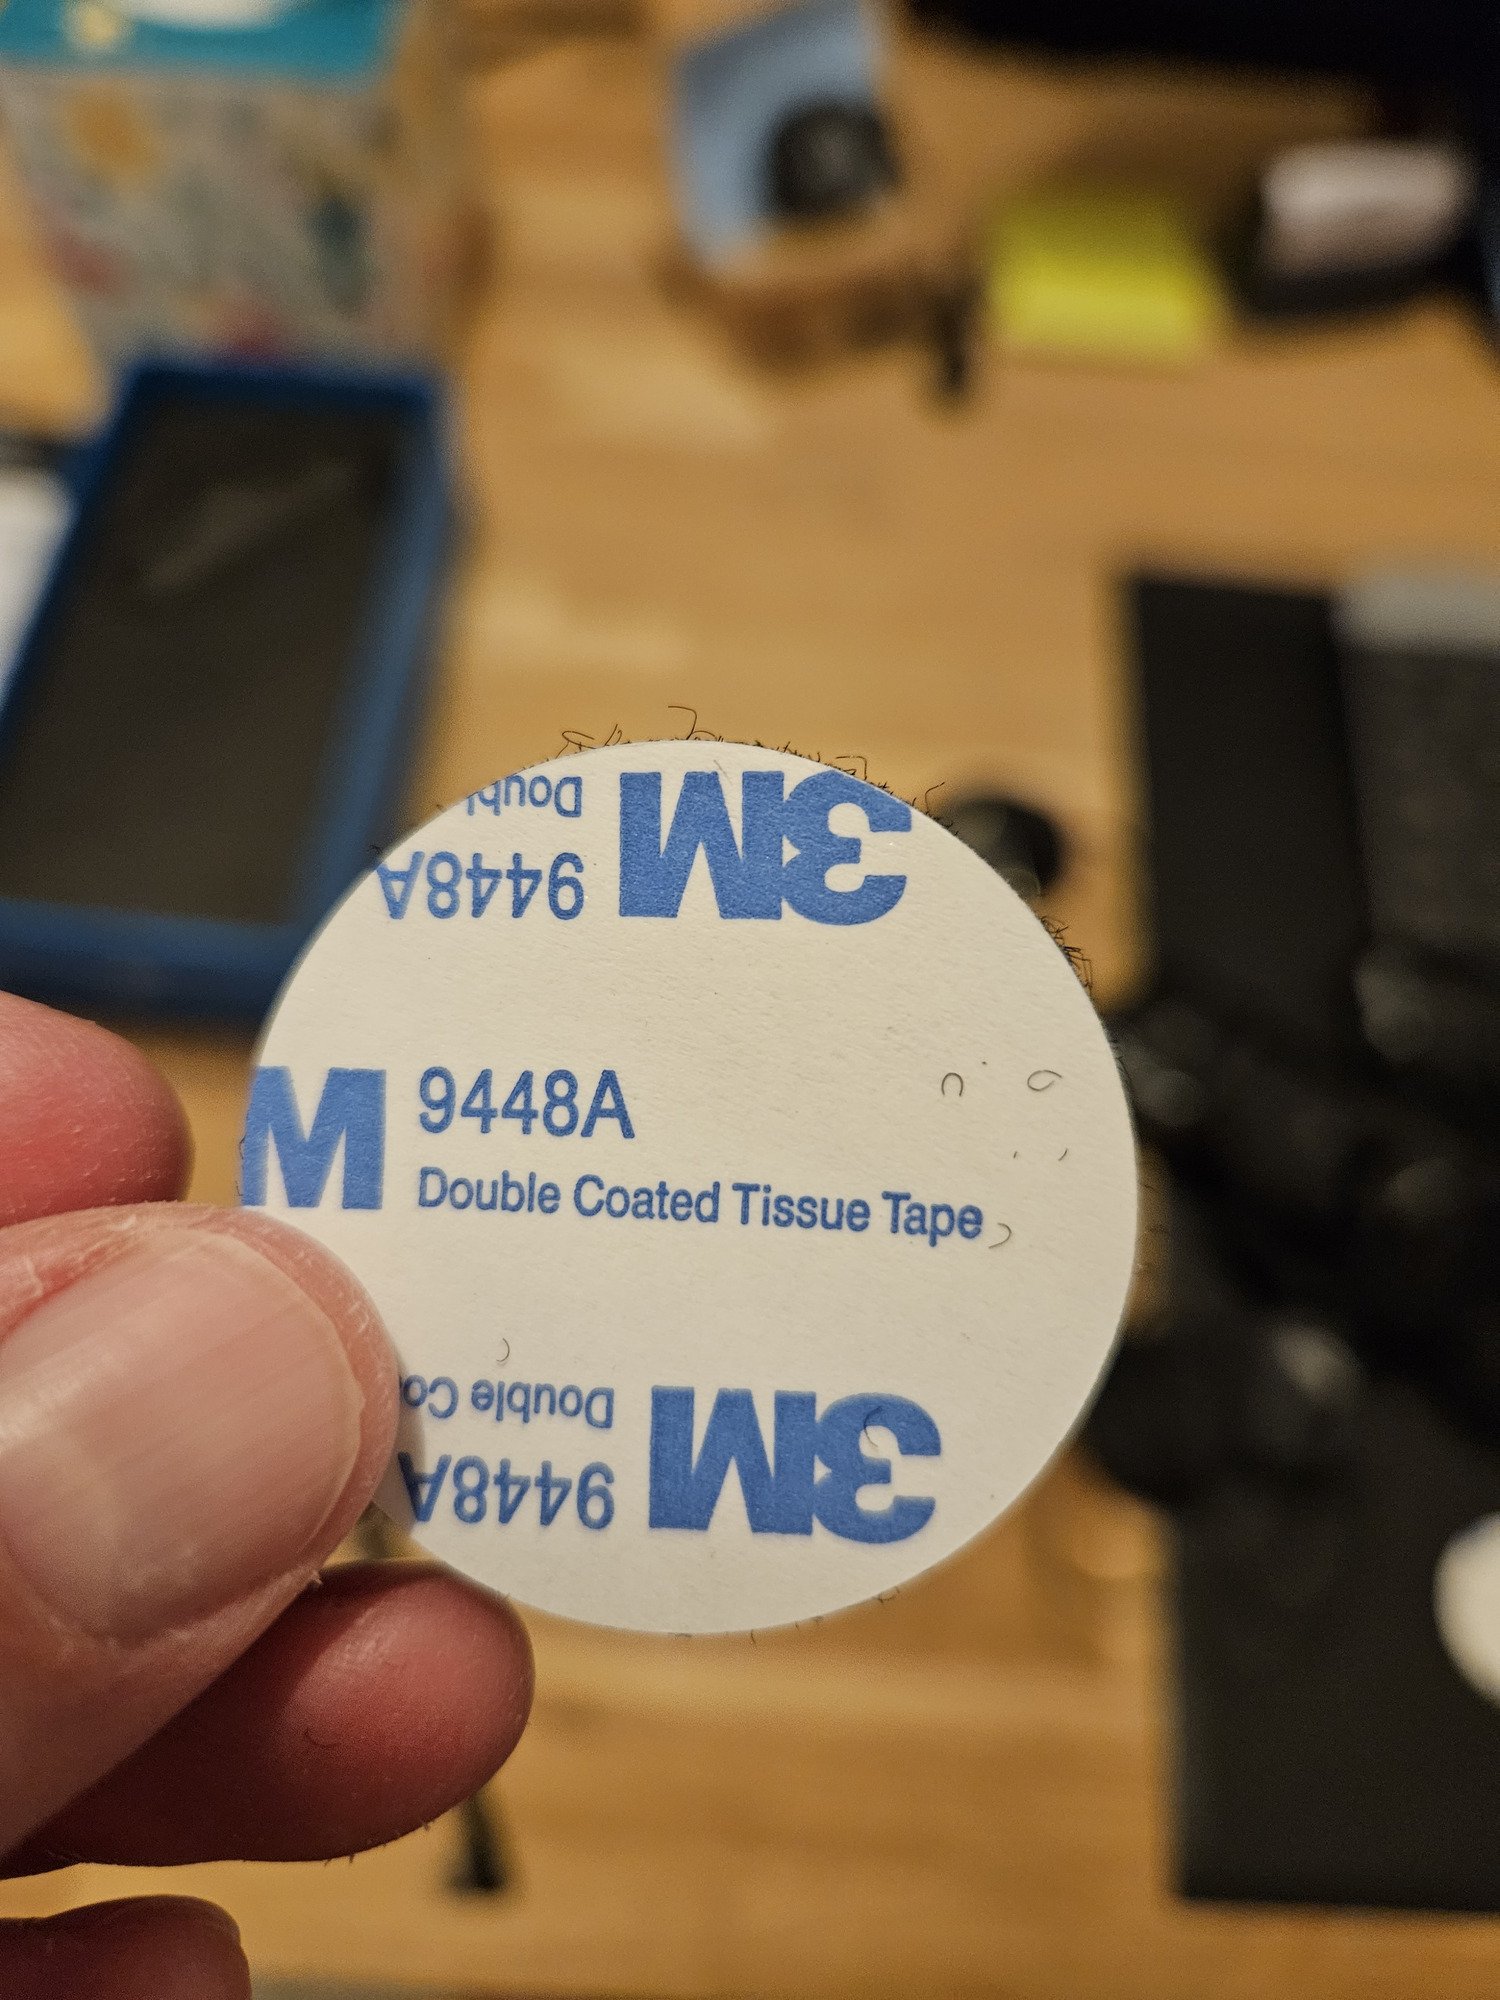 Doubl
3M 9448A
M 9448A
Double Coated Tissue Tape
Double Co
3M 9448A